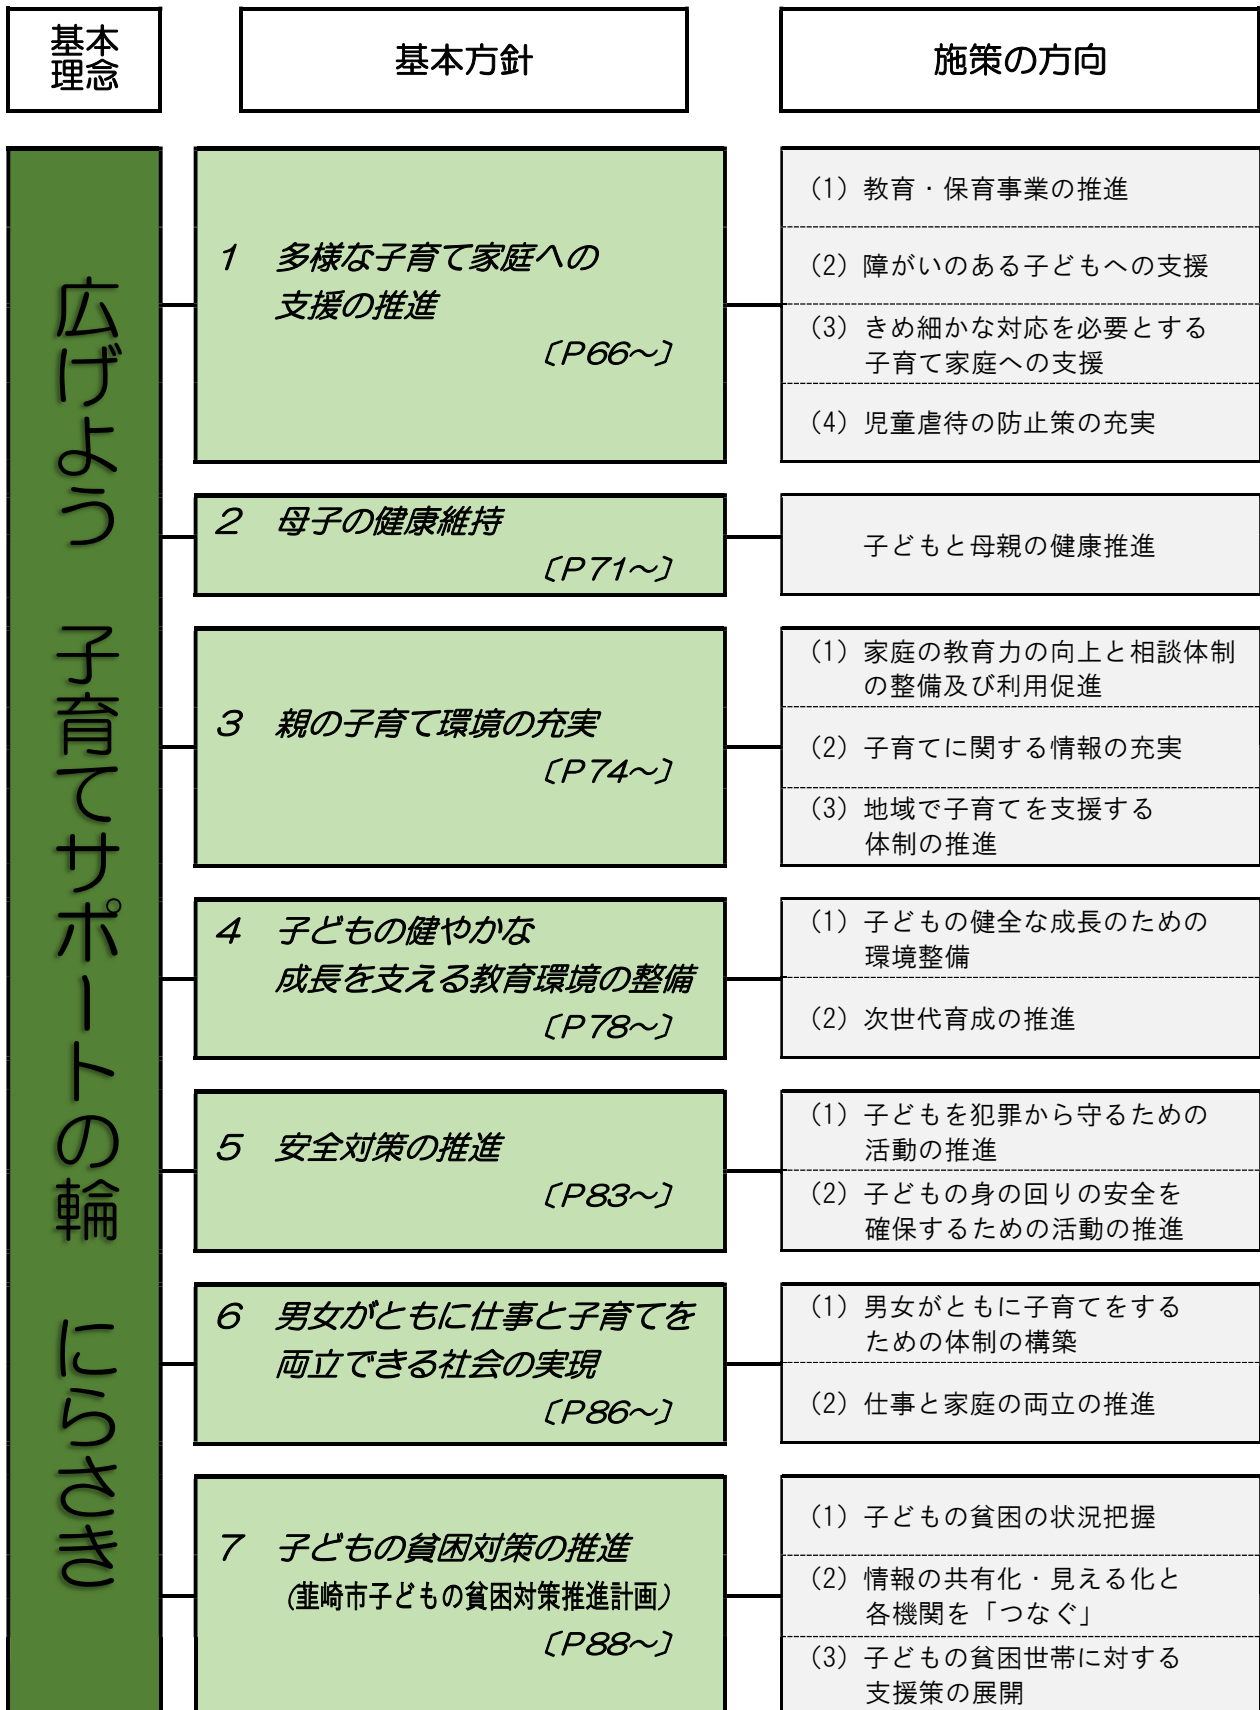 基本
理念
基本方針
施策の方向
広げよう　子育てサポートの輪　にらさき
1　多様な子育て家庭への
支援の推進
〔P66～〕
(1) 教育・保育事業の推進
(2) 障がいのある子どもへの支援
(3) きめ細かな対応を必要とする
子育て家庭への支援
(4) 児童虐待の防止策の充実
2　母子の健康維持
〔P71～〕
子どもと母親の健康推進
3　親の子育て環境の充実
〔P74～〕
(1) 家庭の教育力の向上と相談体制
の整備及び利用促進
(2) 子育てに関する情報の充実
(3) 地域で子育てを支援する
体制の推進
4　子どもの健やかな
成長を支える教育環境の整備
〔P78～〕
(1) 子どもの健全な成長のための
環境整備
(2) 次世代育成の推進
5　安全対策の推進
〔P83～〕
(1) 子どもを犯罪から守るための
活動の推進
(2) 子どもの身の回りの安全を
確保するための活動の推進
6　男女がともに仕事と子育てを
両立できる社会の実現
〔P86～〕
(1) 男女がともに子育てをする
ための体制の構築
(2) 仕事と家庭の両立の推進
7　子どもの貧困対策の推進
(韮崎市子どもの貧困対策推進計画)
〔P88～〕
(1) 子どもの貧困の状況把握
(2) 情報の共有化・見える化と
各機関を「つなぐ」
(3) 子どもの貧困世帯に対する
支援策の展開